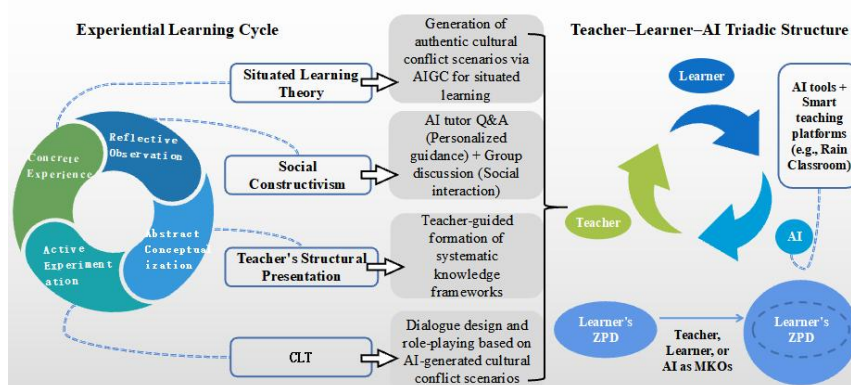 Experiential Learning Cycle
Reflective
Observation
Concrete
Experience
Abstract
Conceptual
ization
Active
Experiment
ation
Situated Learning
Theory
Social
Constructivism
Teacher's Structural
Presentation
CLT
Generation of
authentic cultural
conflict scenarios via
AIGC for situated
learning
AI tutor Q&A
(Personalized
guidance) + Group
discussion (Social
interaction)
Teacher-guided
formation of
systematic
knowledge
frameworks
Dialogue design and
role-playing based on
AI-generated cultural
conflict scenarios
Teacher–Learner–AI Triadic Structure
Learner
AI tools +
Smart
teaching
platforms
(e.g., Rain
Classroom)
Teacher
AI
Learner's
ZPD
Teacher,
Learner, or
AI as MKOs
Learner's
ZPD